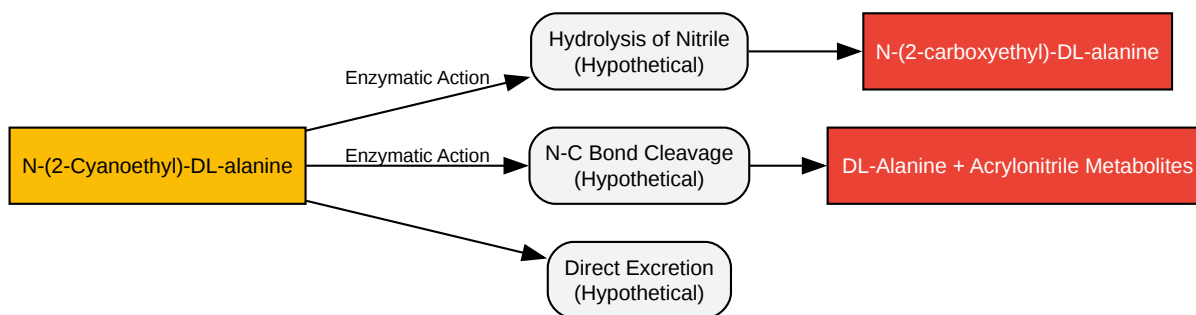 Hydrolysis of Nitrile
(Hypothetical)
N-(2-carboxyethyl)-DL-alanine
Enzymatic Action
N-(2-Cyanoethyl)-DL-alanine
Enzymatic Action
N-C Bond Cleavage
(Hypothetical)
DL-Alanine + Acrylonitrile Metabolites
Direct Excretion
(Hypothetical)